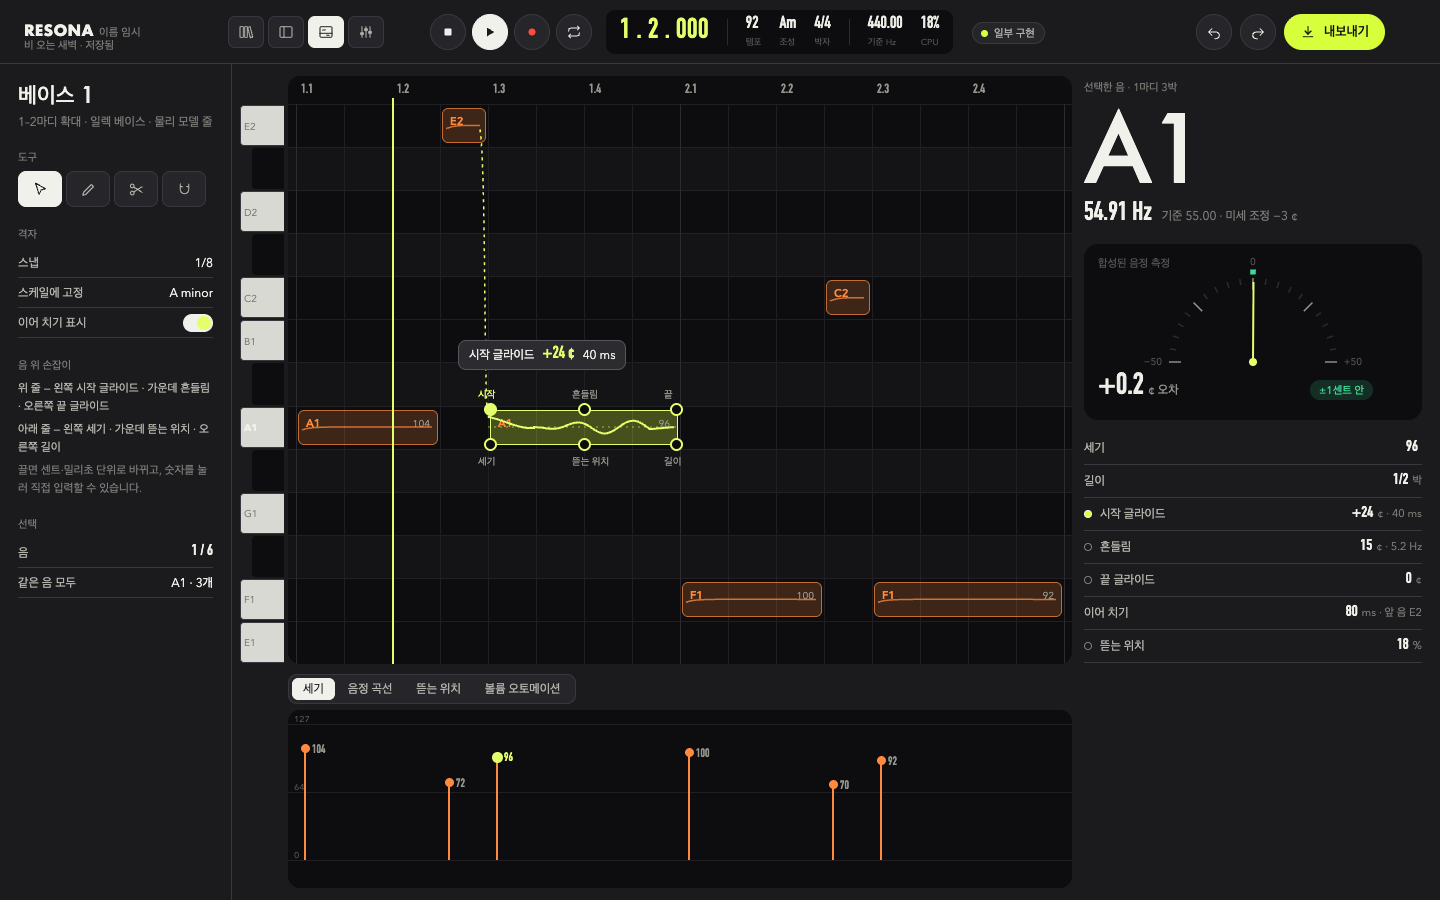 RESONA 이름 임시
비 오는 새벽 · 저장됨
1.2.000
92 Am 4/4 440.00 18%
템포 조성 박자 기준 Hz CPU
일부 구현
내보내기
베이스 1
1–2마디 확대 · 일렉 베이스 · 물리 모델 줄
도구
격자
스냅 1/8
스케일에 고정 A minor
이어 치기 표시
음 위 손잡이
위 줄 – 왼쪽 시작 글라이드 · 가운데 흔들림
· 오른쪽 끝 글라이드
아래 줄 – 왼쪽 세기 · 가운데 뜯는 위치 · 오
른쪽 길이
끌면 센트·밀리초 단위로 바뀌고, 숫자를 눌
러 직접 입력할 수 있습니다.
선택
음 1 / 6
같은 음 모두 A1 · 3개
1.1 1.2 1.3 1.4 2.1 2.2 2.3 2.4
E2 E2
D2
C2 C2
B1
시작 글라이드 +24 ¢ 40 ms
시작 흔들림 끝
A1 A1 104 A1 96
세기 뜯는 위치 길이
G1
F1 F1 100 F1 92
E1
세기 음정 곡선 뜯는 위치 볼륨 오토메이션
127
104 72 96 100 70 92
64
0
선택한 음 · 1마디 3박
A1
54.91 Hz 기준 55.00 · 미세 조정 −3 ¢
합성된 음정 측정
0
−50 +50
+0.2 ¢ 오차 ±1센트 안
세기 96
길이 1/2 박
시작 글라이드 +24 ¢ · 40 ms
흔들림 15 ¢ · 5.2 Hz
끝 글라이드 0 ¢
이어 치기 80 ms · 앞 음 E2
뜯는 위치 18 %